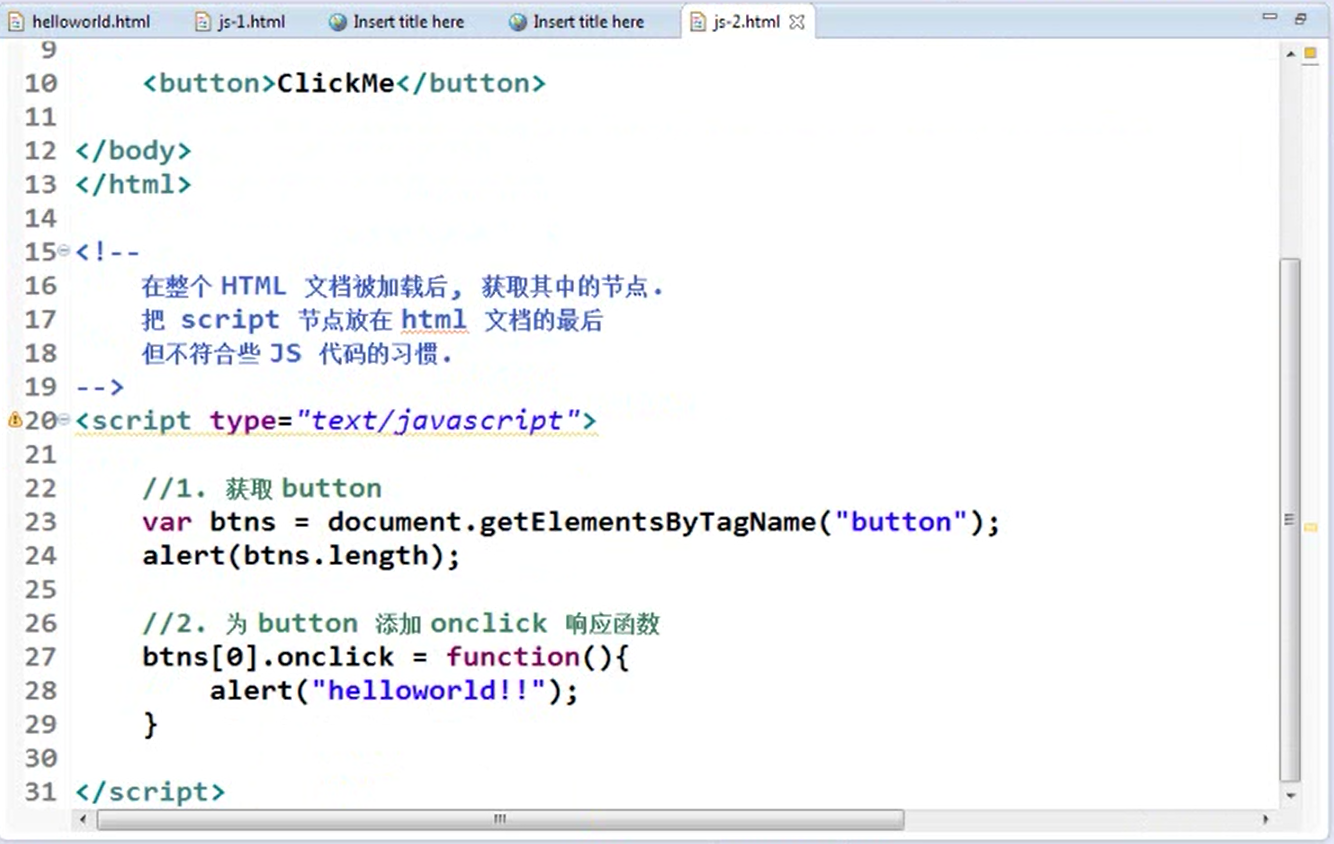 helloworld.html js-1.html Insert title here Insert title here js-2.html
9
10 <button>ClickMe</button>
11
12 </body>
13 </html>
14
15 <!--
16 在整个 HTML 文档被加载后, 获取其中的节点.
17 把 script 节点放在 html 文档的最后
18 但不符合些 JS 代码的习惯.
19 -->
20 <script type="text/javascript">
21
22 //1. 获取 button
23 var btns = document.getElementsByTagName("button");
24 alert(btns.length);
25
26 //2. 为 button 添加 onclick 响应函数
27 btns[0].onclick = function(){
28 alert("helloworld!!");
29 }
30
31 </script>